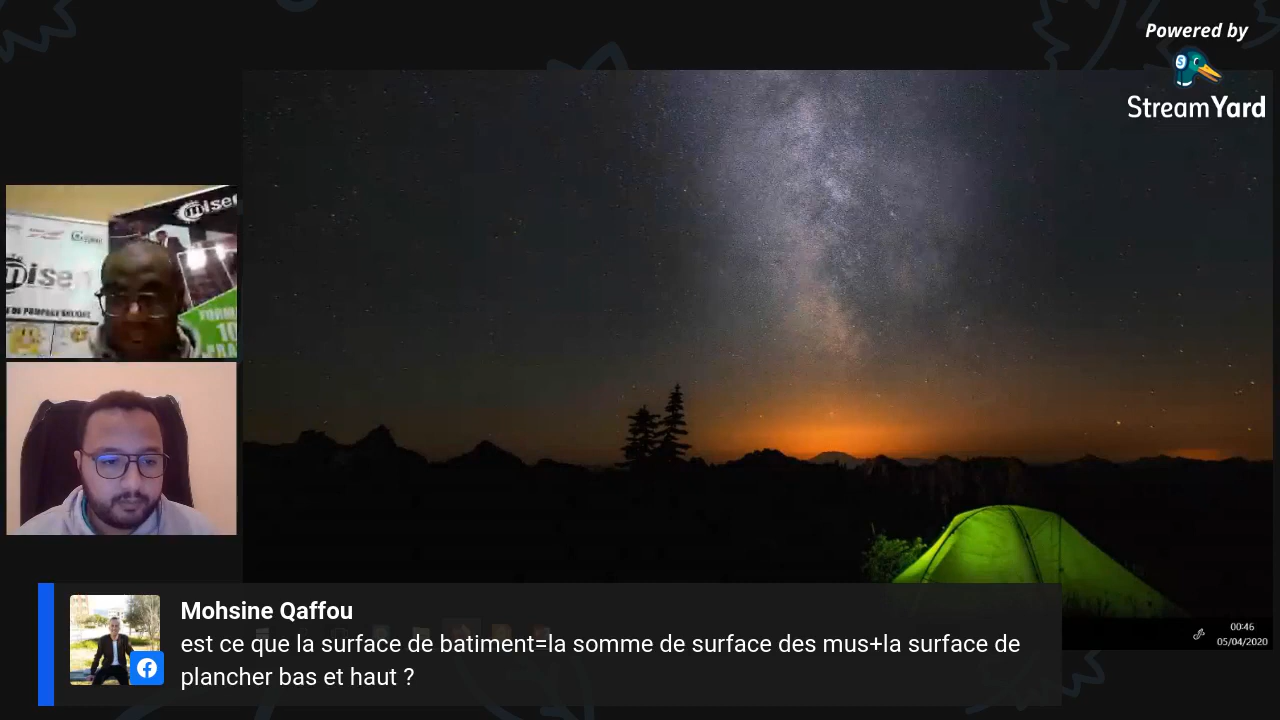 Powered by
StreamYard
Mohsine Qaffou
est ce que la surface de batiment=la somme de surface des mus+la surface de
plancher bas et haut ?
00:46
05/04/2020